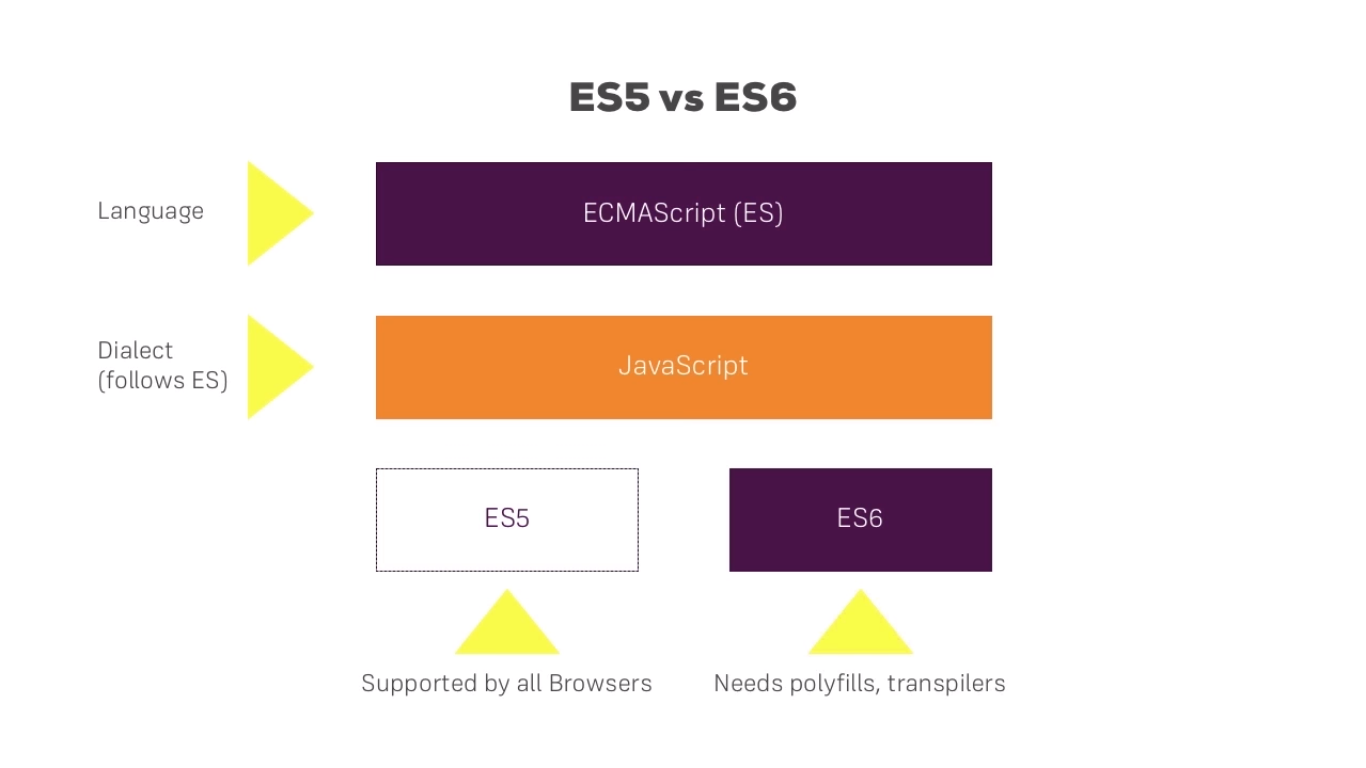 ES5 vs ES6
Language
ECMAScript (ES)
Dialect
(follows ES)
JavaScript
ES5
ES6
Supported by all Browsers
Needs polyfills, transpilers